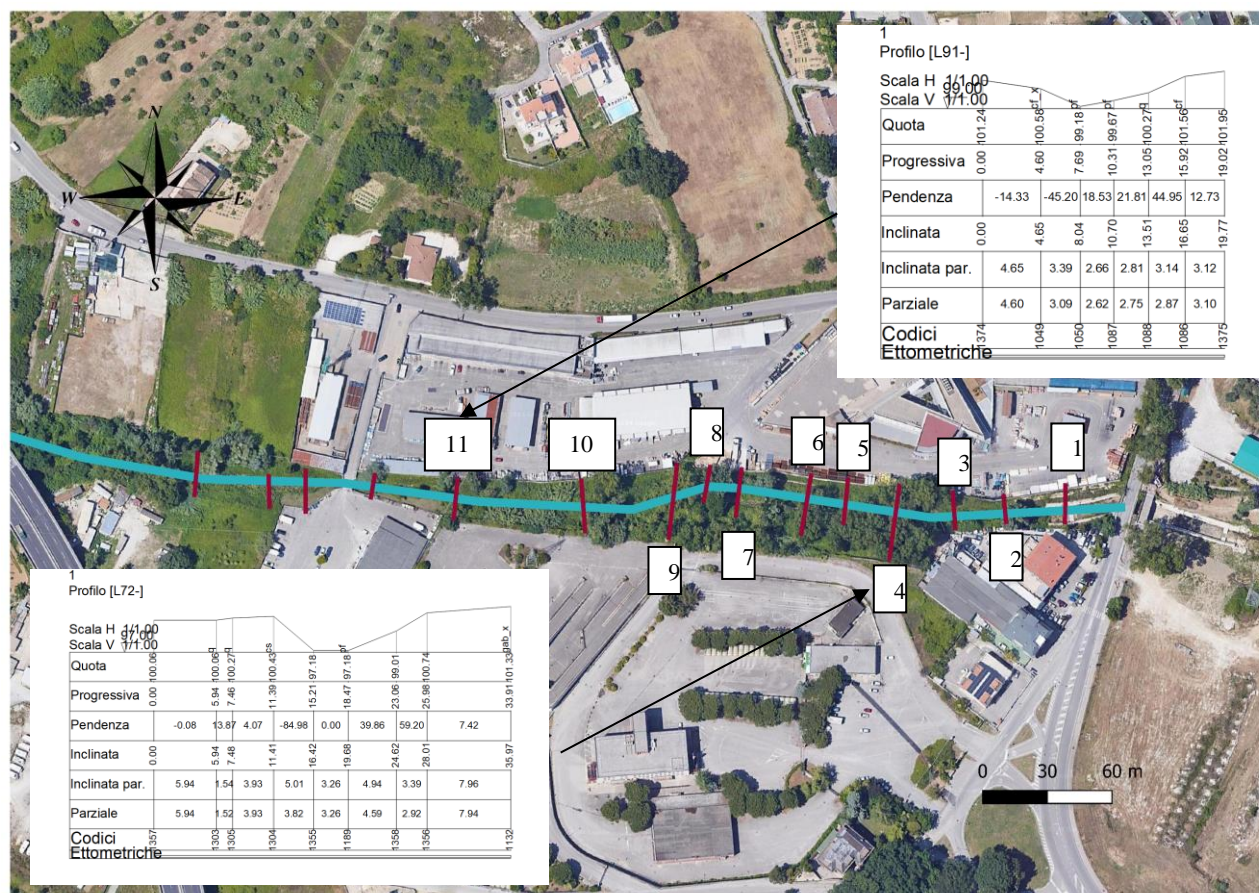 1
Profilo [L91-]
Scala H 1/1.00
99.00
Scala V 1/1.00
cf_x pf pf q cf
Quota 101.24 100.58 99.18 99.67 100.27 101.56 101.95
Progressiva 0.00 4.60 7.69 10.31 13.05 15.92 19.02
Pendenza -14.33 -45.20 18.53 21.81 44.95 12.73
Inclinata 0.00 4.65 8.04 10.70 13.51 16.65 19.77
Inclinata par. 4.65 3.39 2.66 2.81 3.14 3.12
Parziale 4.60 3.09 2.62 2.75 2.87 3.10
Codici 1374 1049 1050 1087 1088 1086 1375
Ettometriche
N
W E
S
11
10
8
6
5
3
1
9
7
4
2
1
Profilo [L72-]
Scala H 1/1.00
97.00
Scala V 1/1.00
q q cs pf gab_x
Quota 100.06 100.06 100.27 100.43 97.18 97.18 99.01 100.74 101.33
Progressiva 0.00 5.94 7.46 11.39 15.21 18.47 23.06 25.98 33.91
Pendenza -0.08 13.87 4.07 -84.98 0.00 39.86 59.20 7.42
Inclinata 0.00 5.94 7.48 11.41 16.42 19.68 24.62 28.01 35.97
Inclinata par. 5.94 1.54 3.93 5.01 3.26 4.94 3.39 7.96
Parziale 5.94 1.52 3.93 3.82 3.26 4.59 2.92 7.94
Codici 1357 1303 1305 1304 1355 1189 1358 1356 1132
Ettometriche
0 30 60 m